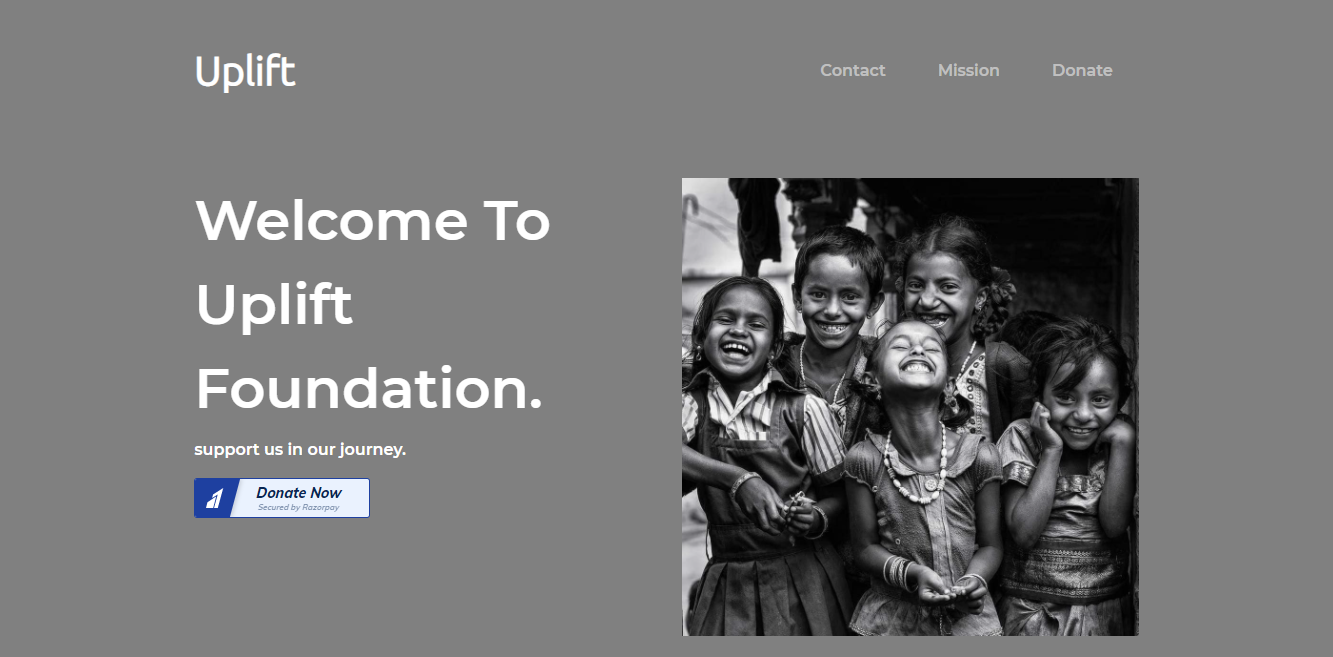 Uplift
Contact Mission Donate
Welcome To
Uplift
Foundation.
support us in our journey.
Donate Now
Secured by Razorpay